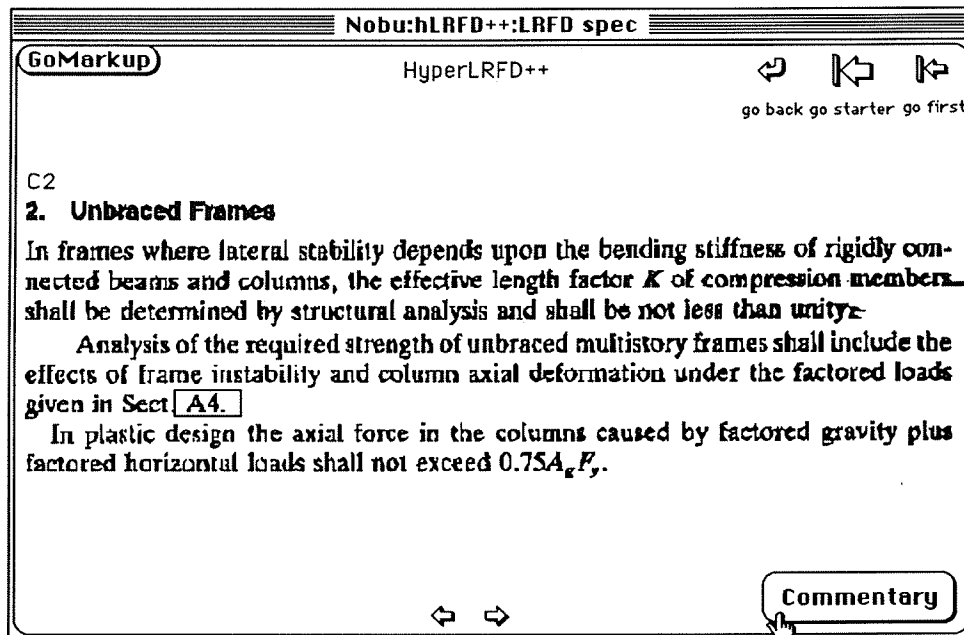 Nobu:hLRFD++:LRFD spec
GoMarkup
HyperLRFD++
go back go starter go first
C2
2. Unbraced Frames
In frames where lateral stability depends upon the bending stiffness of rigidly con-
nected beams and columns, the effective length factor K of compression members
shall be determined by structural analysis and shall be not less than unity.
Analysis of the required strength of unbraced multistory frames shall include the
effects of frame instability and column axial deformation under the factored loads
given in Sect. A4.
In plastic design the axial force in the columns caused by factored gravity plus
factored horizontal loads shall not exceed 0.75AgFy.
Commentary